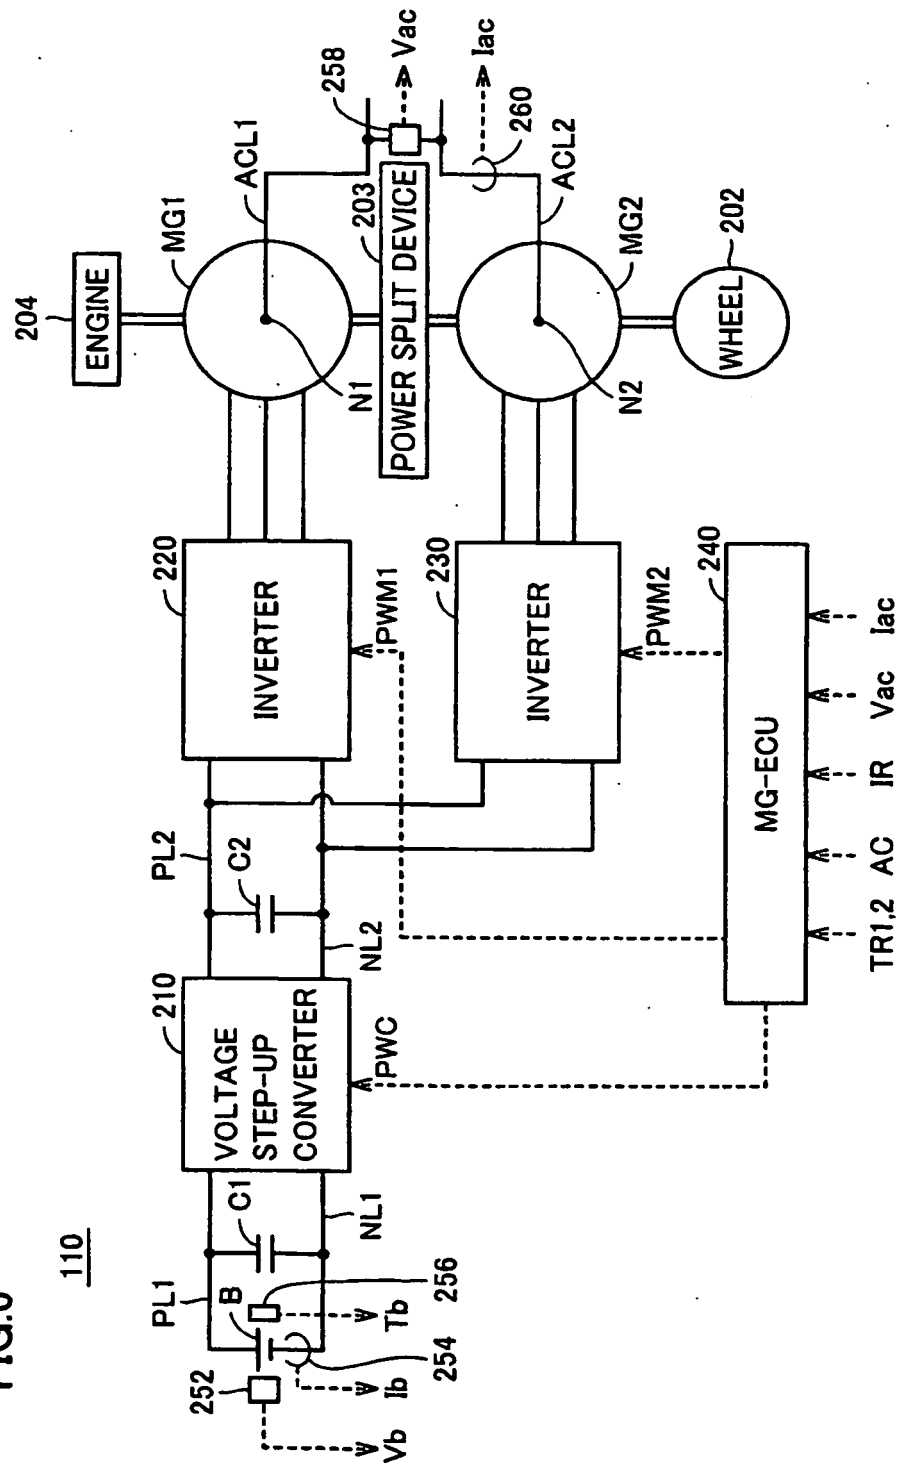 FIG.
110
204
ENGINE
MG1
ACL1
258
Vac
203
POWER SPLIT DEVICE
Iac
260
N1
MG2
ACL2
N2
202
WHEEL
PL1
252
B
C1
256
Vb
Ib
Tb
254
NL1
210
VOLTAGE
STEP-UP
CONVERTER
PWC
PL2
C2
NL2
220
INVERTER
PWM1
230
INVERTER
PWM2
240
MG-ECU
TR1,2
AC
IR
Vac
Iac